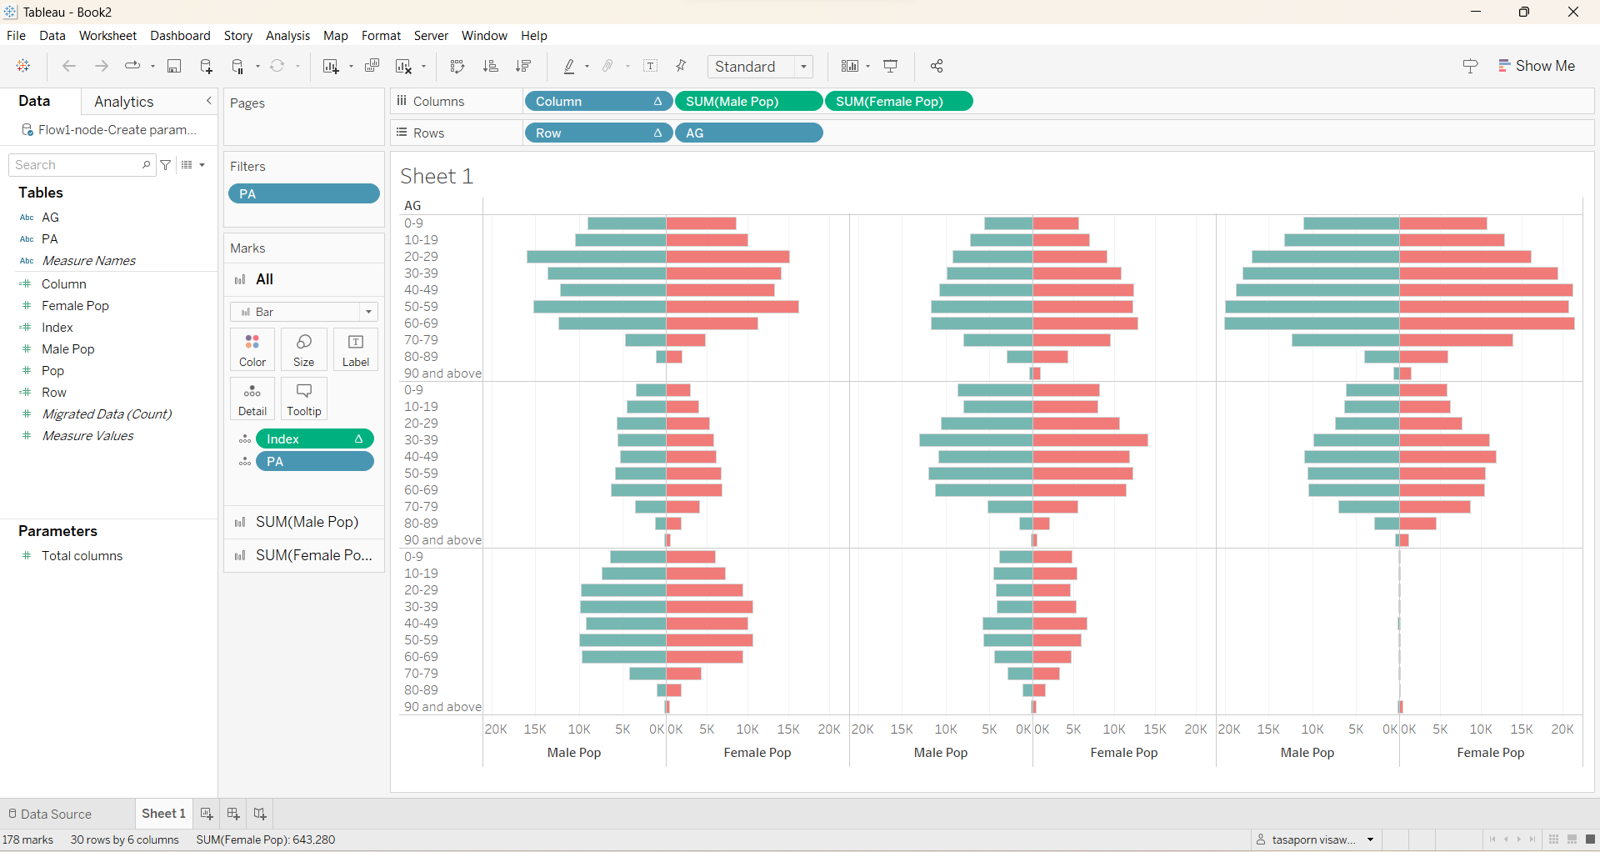 Tableau - Book2
File Data Worksheet Dashboard Story Analysis Map Format Server Window Help
Standard
Show Me
Data
Analytics
Flow1-node-Create param...
Search
Tables
Abc AG
Abc PA
Abc Measure Names
Column
Female Pop
Index
Male Pop
Pop
Row
Migrated Data (Count)
Measure Values
Parameters
Total columns
Pages
Filters
PA
Marks
All
Bar
Color
Size
Label
Detail
Tooltip
Index
PA
SUM(Male Pop)
SUM(Female Po...
Columns
Column
SUM(Male Pop)
SUM(Female Pop)
Rows
Row
AG
Sheet 1
AG
0-9
10-19
20-29
30-39
40-49
50-59
60-69
70-79
80-89
90 and above
0-9
10-19
20-29
30-39
40-49
50-59
60-69
70-79
80-89
90 and above
0-9
10-19
20-29
30-39
40-49
50-59
60-69
70-79
80-89
90 and above
20K 15K 10K 5K 0K 0K 5K 10K 15K 20K 20K 15K 10K 5K 0K 0K 5K 10K 15K 20K 20K 15K 10K 5K 0K 0K 5K 10K 15K 20K
Male Pop Female Pop Male Pop Female Pop Male Pop Female Pop
Data Source
Sheet 1
178 marks 30 rows by 6 columns SUM(Female Pop): 643,280
tasaporn visaw...